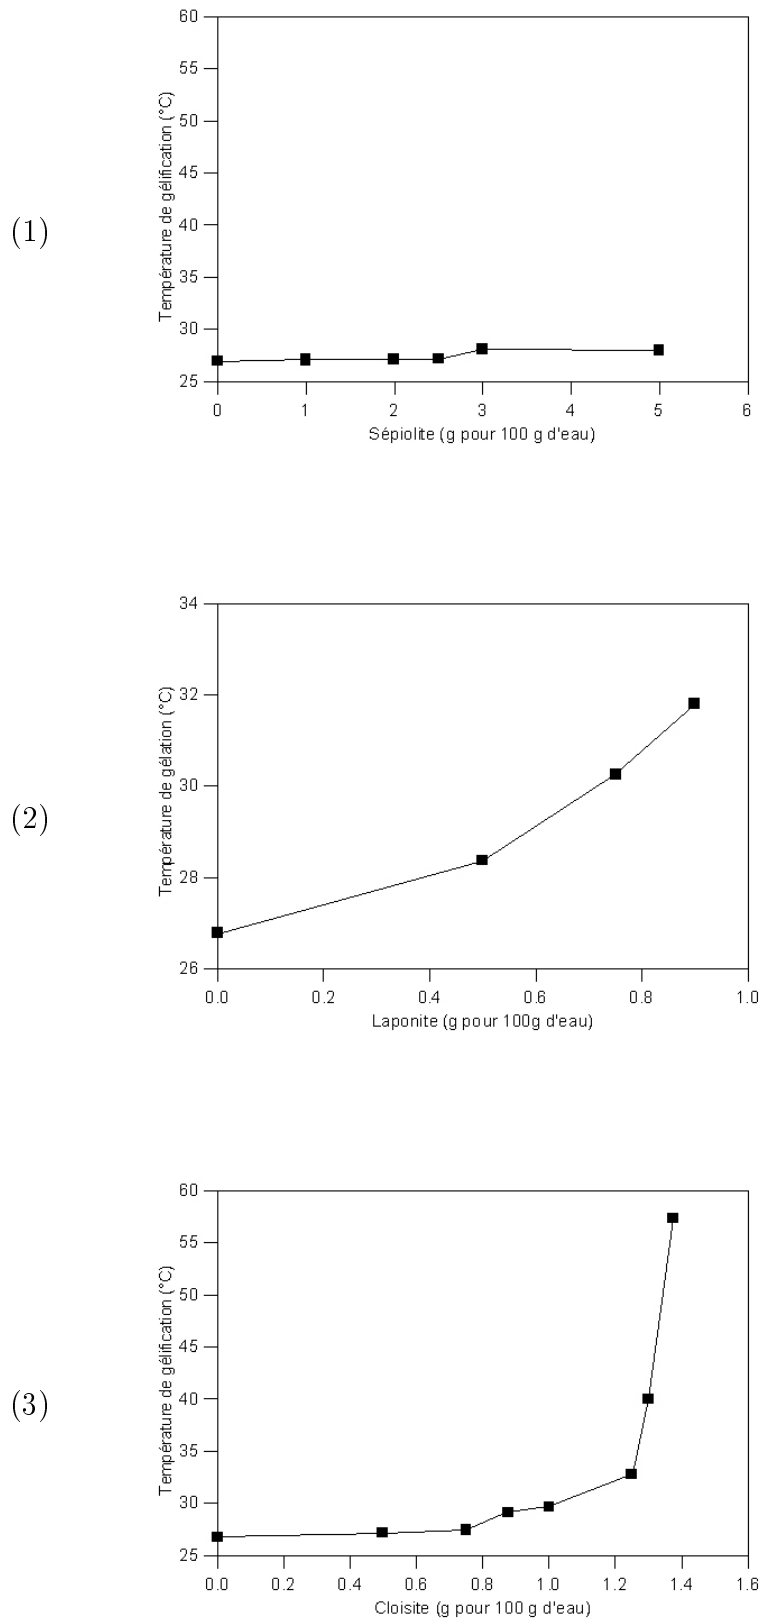 60
55
50
45
40
35
30
25
Température de gélification (°C)
(1)
0 1 2 3 4 5 6
Sépiolite (g pour 100 g d'eau)
34
32
30
28
26
Température de gélation (°C)
(2)
0.0 0.2 0.4 0.6 0.8 1.0
Laponite (g pour 100g d'eau)
60
55
50
45
40
35
30
25
Température de gélification (°C)
(3)
0.0 0.2 0.4 0.6 0.8 1.0 1.2 1.4 1.6
Cloisite (g pour 100 g d'eau)